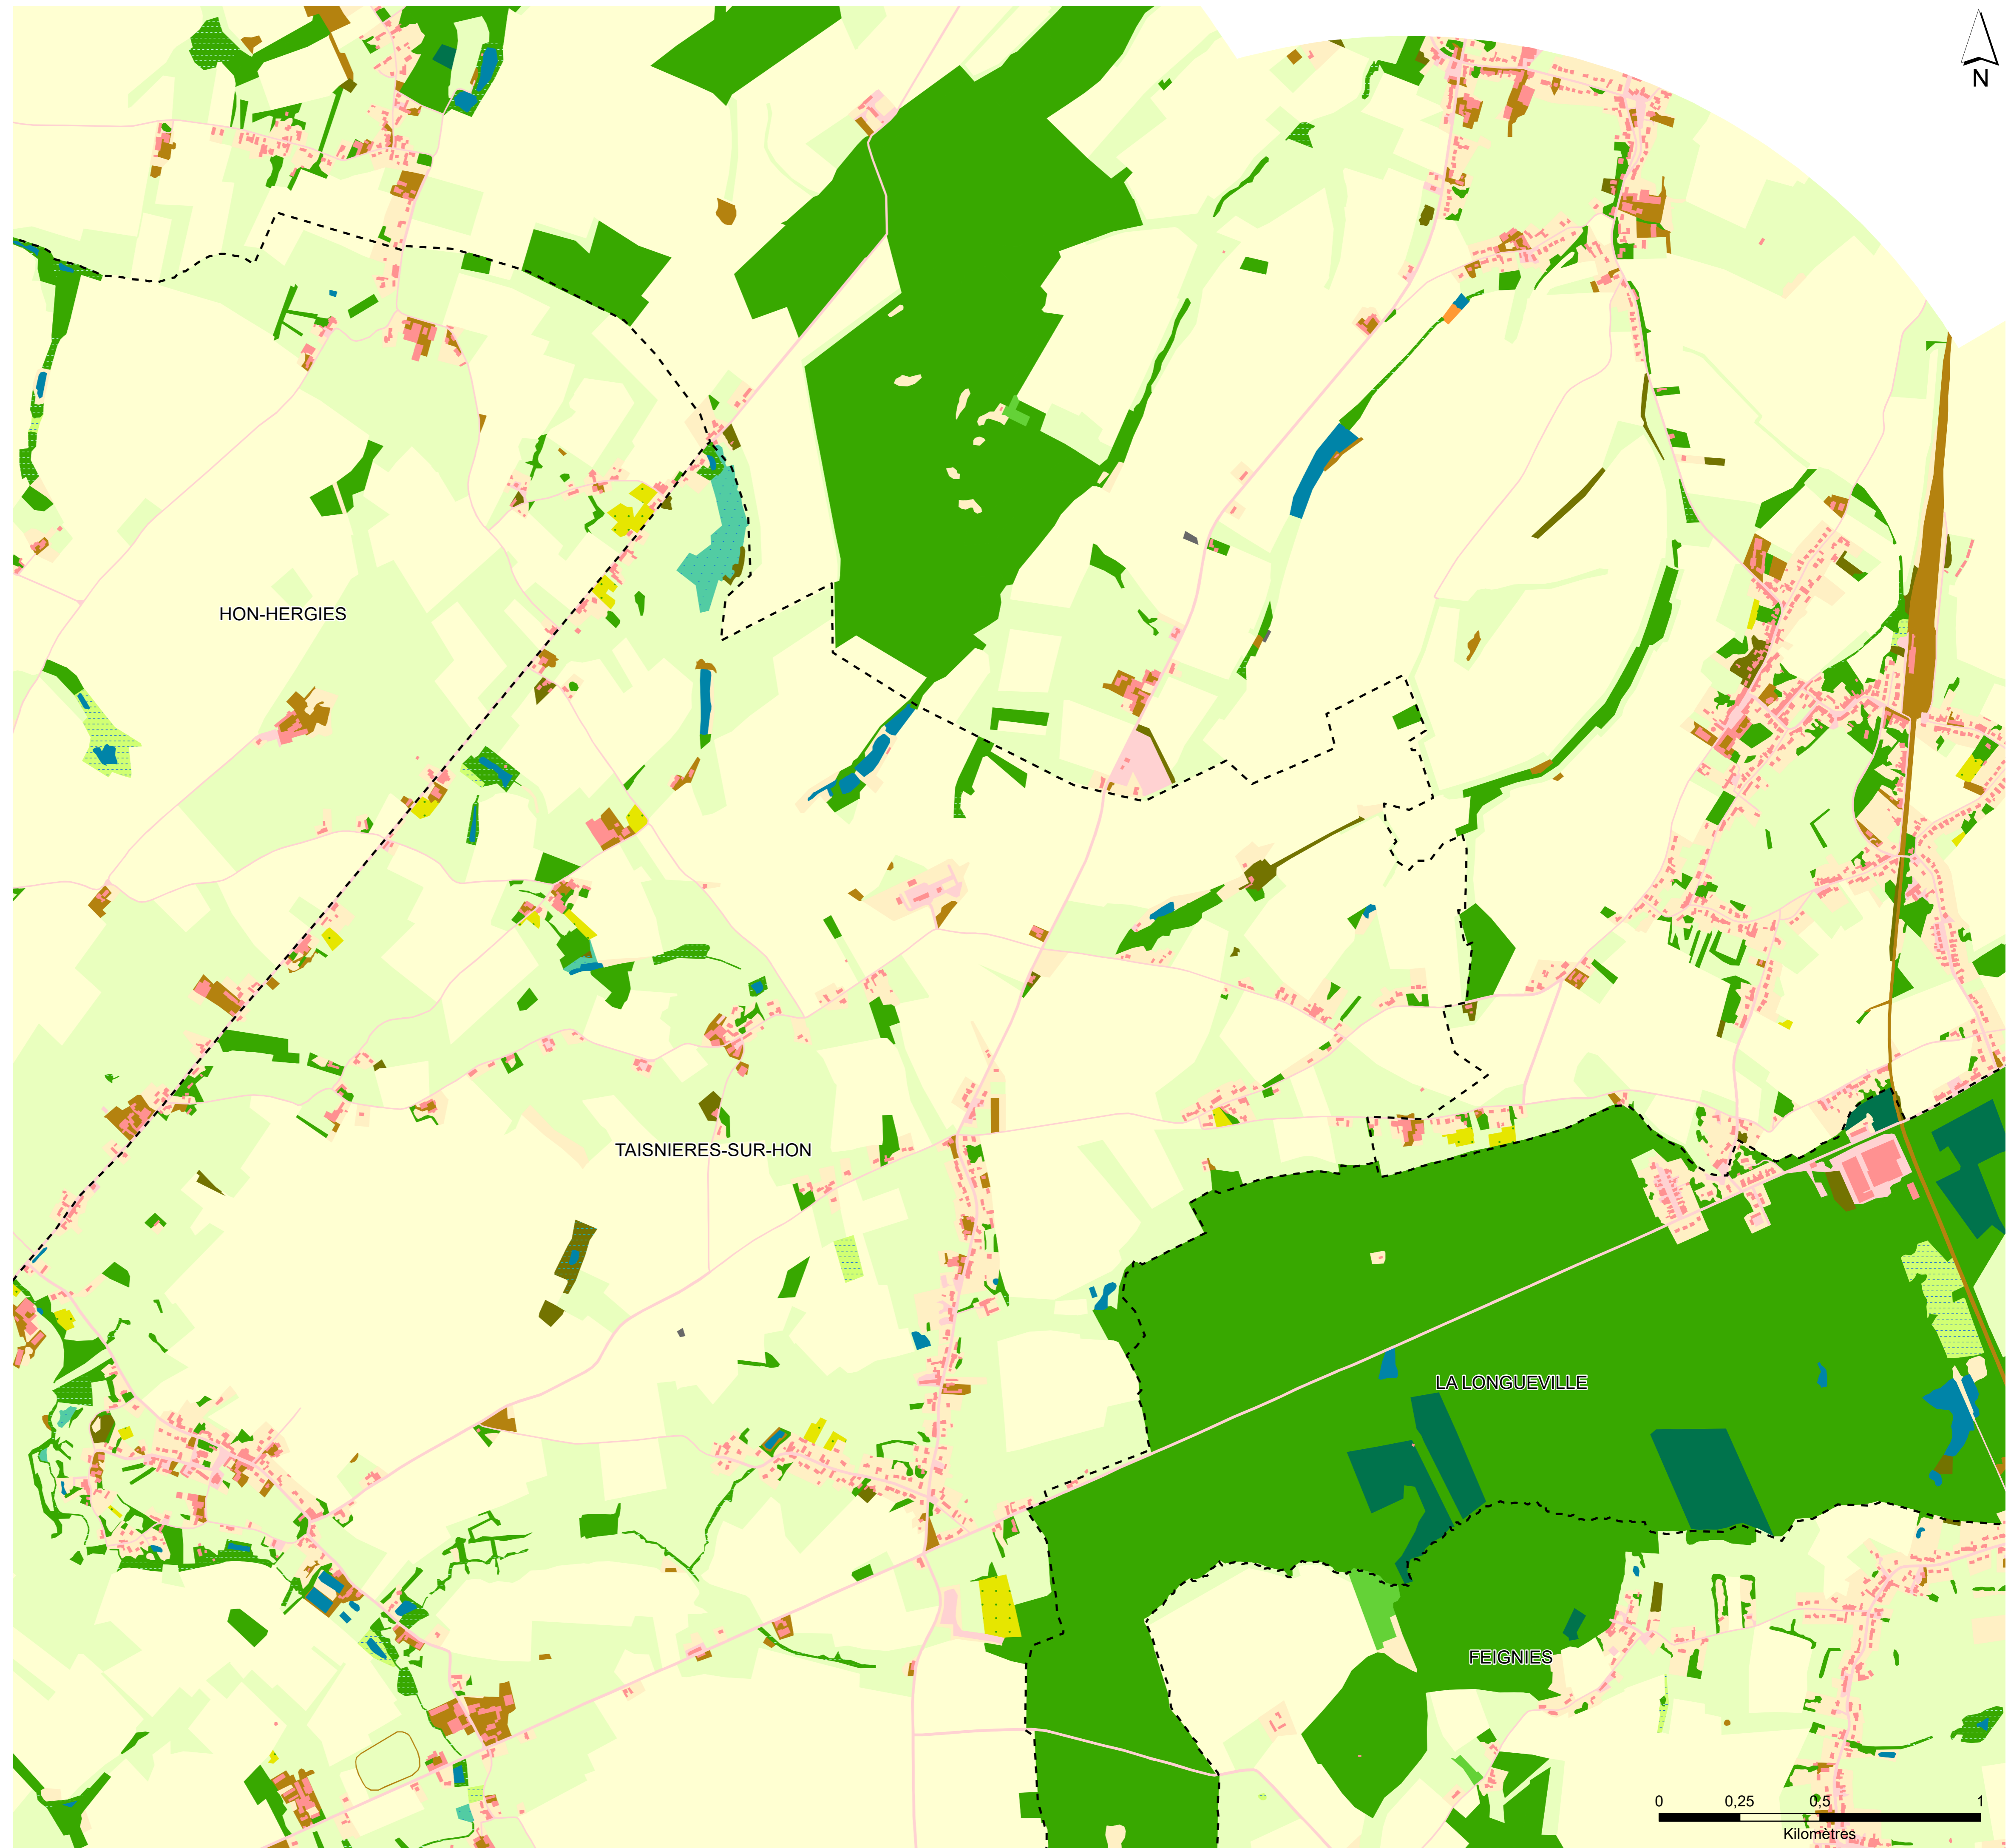 N
HON-HERGIES
TAISNIERES-SUR-HON
LA LONGUEVILLE
FEIGNIES
0 0,25 0,5 1
Kilomètres